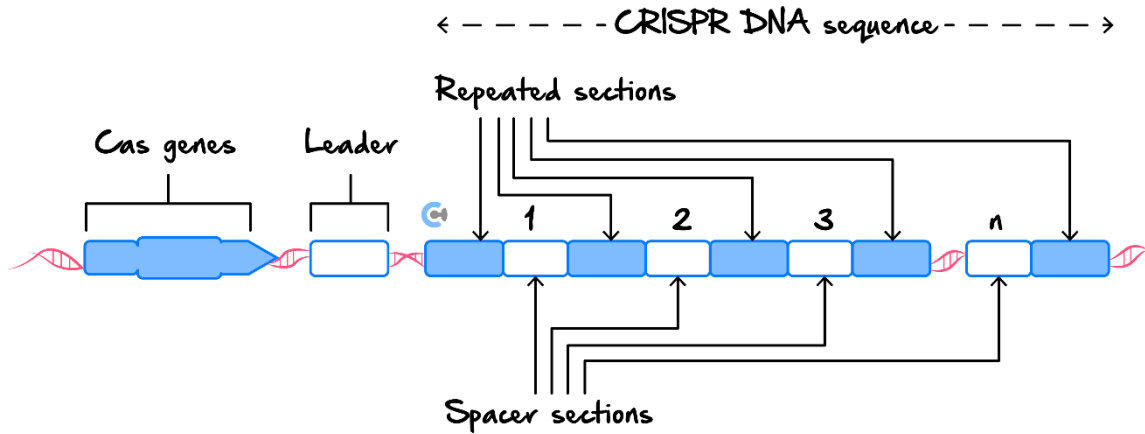 CRISPR DNA sequence
Repeated sections
Cas genes
Leader
1
2
3
n
Spacer sections